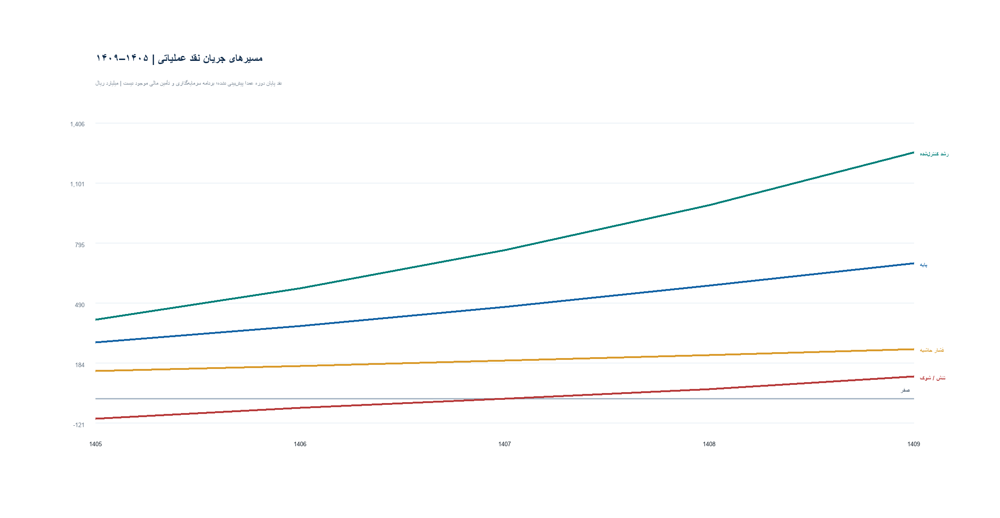 مسیرهای جریان نقد عملیاتی | ۱۴۰۵–۱۴۰۹
نقد پایان دوره عمدا پیش‌بینی نشده؛ برنامه سرمایه‌گذاری و تأمین مالی موجود نیست | میلیارد ریال
1,406
رشد کنترل‌شده
1,101
795
پایه
490
فشار حاشیه
184
تنش / شوک
صفر
-121
1405
1406
1407
1408
1409